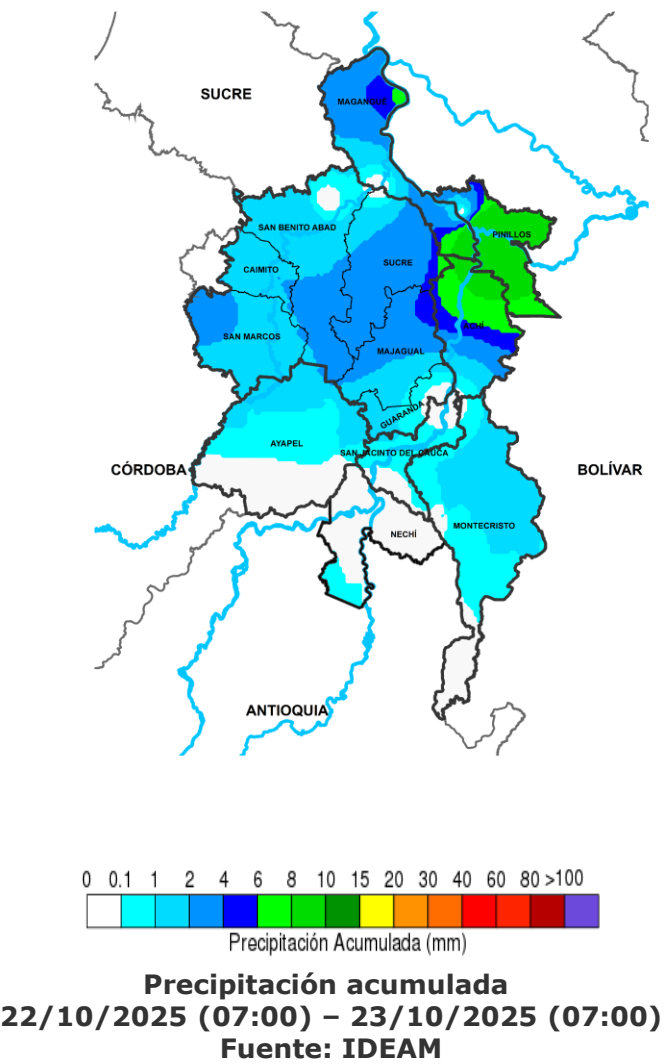 SUCRE
MAGANGUÉ
SAN BENITO ABAD
PINILLOS
CAIMITO
SUCRE
ACHÍ
SAN MARCOS
MAJAGUAL
GUARANDA
AYAPEL
SAN JACINTO DEL CAUCA
CÓRDOBA
BOLÍVAR
MONTECRISTO
NECHÍ
ANTIOQUIA
0 0.1 1 2 4 6 8 10 15 20 30 40 60 80 >100
Precipitación Acumulada (mm)
Precipitación acumulada
22/10/2025 (07:00) – 23/10/2025 (07:00)
Fuente: IDEAM